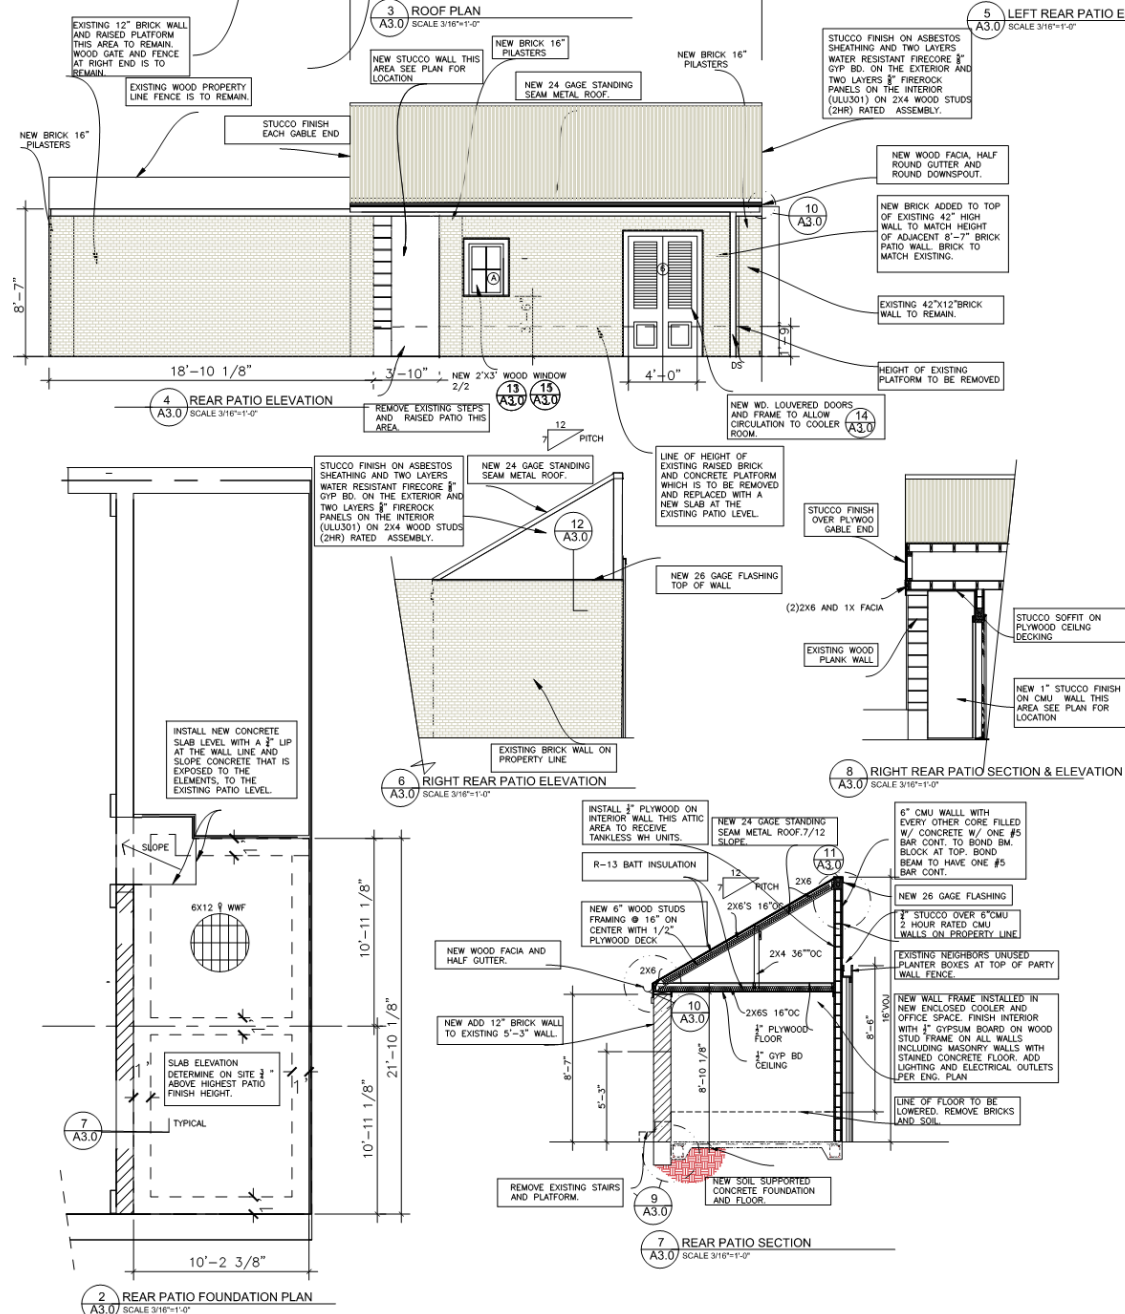 3
A3.0
ROOF PLAN
SCALE 3/16"=1'-0"
5
A3.0
LEFT REAR PATIO E
SCALE 3/16"=1'-0"
EXISTING 12" BRICK WALL
AND RAISED PLATFORM
THIS AREA TO REMAIN.
WOOD GATE AND FENCE
AT RIGHT END IS TO
REMAIN.
EXISTING WOOD PROPERTY
LINE FENCE IS TO REMAIN.
NEW BRICK 16"
PILASTERS
STUCCO FINISH
EACH GABLE END
NEW STUCCO WALL THIS
AREA SEE PLAN FOR
LOCATION
NEW BRICK 16"
PILASTERS
NEW 24 GAGE STANDING
SEAM METAL ROOF.
NEW BRICK 16"
PILASTERS
STUCCO FINISH ON ASBESTOS
SHEATHING AND TWO LAYERS
WATER RESISTANT FIRECORE
GYP BD. ON THE EXTERIOR AND
TWO LAYERS FIREROCK
PANELS ON THE INTERIOR
(ULU301) ON 2X4 WOOD STUDS
(2HR) RATED ASSEMBLY.
NEW WOOD FACIA, HALF
ROUND GUTTER AND
ROUND DOWNSPOUT.
10
A3.0
NEW BRICK ADDED TO TOP
OF EXISTING 42" HIGH
WALL TO MATCH HEIGHT
OF ADJACENT 8'-7" BRICK
PATIO WALL. BRICK TO
MATCH EXISTING.
EXISTING 42"X12"BRICK
WALL TO REMAIN.
HEIGHT OF EXISTING
PLATFORM TO BE REMOVED
8'-7"
A
6
3'-6"
1'-9"
DS
18'-10 1/8"
3'-10"
4'-0"
4
A3.0
REAR PATIO ELEVATION
SCALE 3/16"=1'-0"
REMOVE EXISTING STEPS
AND RAISED PATIO THIS
AREA.
NEW 2'X3' WOOD WINDOW
2/2
13
A3.0
15
A3.0
NEW WD. LOUVERED DOORS
AND FRAME TO ALLOW
CIRCULATION TO COOLER
ROOM.
14
A3.0
12
7
PITCH
LINE OF HEIGHT OF
EXISTING RAISED BRICK
AND CONCRETE PLATFORM
WHICH IS TO BE REMOVED
AND REPLACED WITH A
NEW SLAB AT THE
EXISTING PATIO LEVEL.
STUCCO FINISH ON ASBESTOS
SHEATHING AND TWO LAYERS
WATER RESISTANT FIRECORE
GYP BD. ON THE EXTERIOR AND
TWO LAYERS FIREROCK
PANELS ON THE INTERIOR
(ULU301) ON 2X4 WOOD STUDS
(2HR) RATED ASSEMBLY.
NEW 24 GAGE STANDING
SEAM METAL ROOF.
12
A3.0
NEW 26 GAGE FLASHING
TOP OF WALL
EXISTING BRICK WALL ON
PROPERTY LINE
6
A3.0
RIGHT REAR PATIO ELEVATION
SCALE 3/16"=1'-0"
STUCCO FINISH
OVER PLYWOO
GABLE END
(2)2X6 AND 1X FACIA
EXISTING WOOD
PLANK WALL
STUCCO SOFFIT ON
PLYWOOD CEILNG
DECKING
NEW 1" STUCCO FINISH
ON CMU WALL THIS
AREA SEE PLAN FOR
LOCATION
8
A3.0
RIGHT REAR PATIO SECTION & ELEVATION
SCALE 3/16"=1'-0"
INSTALL NEW CONCRETE
SLAB LEVEL WITH A LIP
AT THE WALL LINE AND
SLOPE CONCRETE THAT IS
EXPOSED TO THE
ELEMENTS, TO THE
EXISTING PATIO LEVEL.
SLOPE
6X12 WWF
1'
1'
1'
1'
1'
1'
1'
10'-11 1/8"
21'-10 1/8"
10'-11 1/8"
SLAB ELEVATION
DETERMINE ON SITE "
ABOVE HIGHEST PATIO
FINISH HEIGHT.
7
A3.0
TYPICAL
10'-2 3/8"
2
A3.0
REAR PATIO FOUNDATION PLAN
SCALE 3/16"=1'-0"
INSTALL PLYWOOD ON
INTERIOR WALL THIS ATTIC
AREA TO RECEIVE
TANKLESS WH UNITS.
NEW 24 GAGE STANDING
SEAM METAL ROOF.7/12
SLOPE.
R-13 BATT INSULATION
11
A3.0
12
7
PITCH
2X6
2X6'S 16"OC
NEW 6" WOOD STUDS
FRAMING @ 16" ON
CENTER WITH 1/2"
PLYWOOD DECK
NEW WOOD FACIA AND
HALF GUTTER.
2X6
2X4 36""OC
10
A3.0
2X6S 16"OC
PLYWOOD
FLOOR
GYP BD
CEILING
NEW ADD 12" BRICK WALL
TO EXISTING 5'-3" WALL.
8'-7"
5'-3"
8'-10 1/8"
8'-6"
6" CMU WALLL WITH
EVERY OTHER CORE FILLED
W/ CONCRETE W/ ONE #5
BAR CONT. TO BOND BM.
BLOCK AT TOP. BOND
BEAM TO HAVE ONE #5
BAR CONT.
NEW 26 GAGE FLASHING
STUCCO OVER 6"CMU
2 HOUR RATED CMU
WALLS ON PROPERTY LINE
EXISTING NEIGHBORS UNUSED
PLANTER BOXES AT TOP OF PARTY
WALL FENCE.
NEW WALL FRAME INSTALLED IN
NEW ENCLOSED COOLER AND
OFFICE SPACE. FINISH INTERIOR
WITH GYPSUM BOARD ON WOOD
STUD FRAME ON ALL WALLS
INCLUDING MASONRY WALLS WITH
STAINED CONCRETE FLOOR. ADD
LIGHTING AND ELECTRICAL OUTLETS
PER ENG. PLAN
LINE OF FLOOR TO BE
LOWERED. REMOVE BRICKS
AND SOIL.
REMOVE EXISTING STAIRS
AND PLATFORM.
9
A3.0
NEW SOIL SUPPORTED
CONCRETE FOUNDATION
AND FLOOR.
7
A3.0
REAR PATIO SECTION
SCALE 3/16"=1'-0"